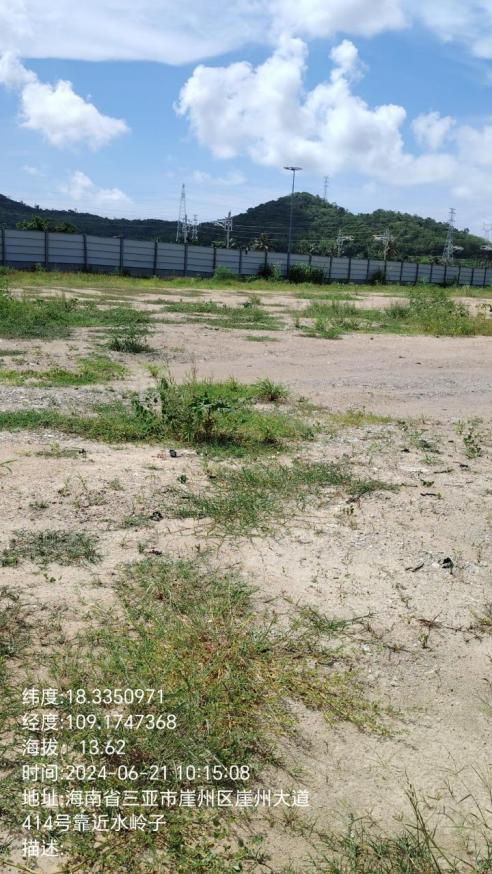 纬度:18.3350971
经度:109.1747368
海拔：13.62
时间:2024-06-21 10:15:08
地址:海南省三亚市崖州区崖州大道
414号靠近水岭子
描述: